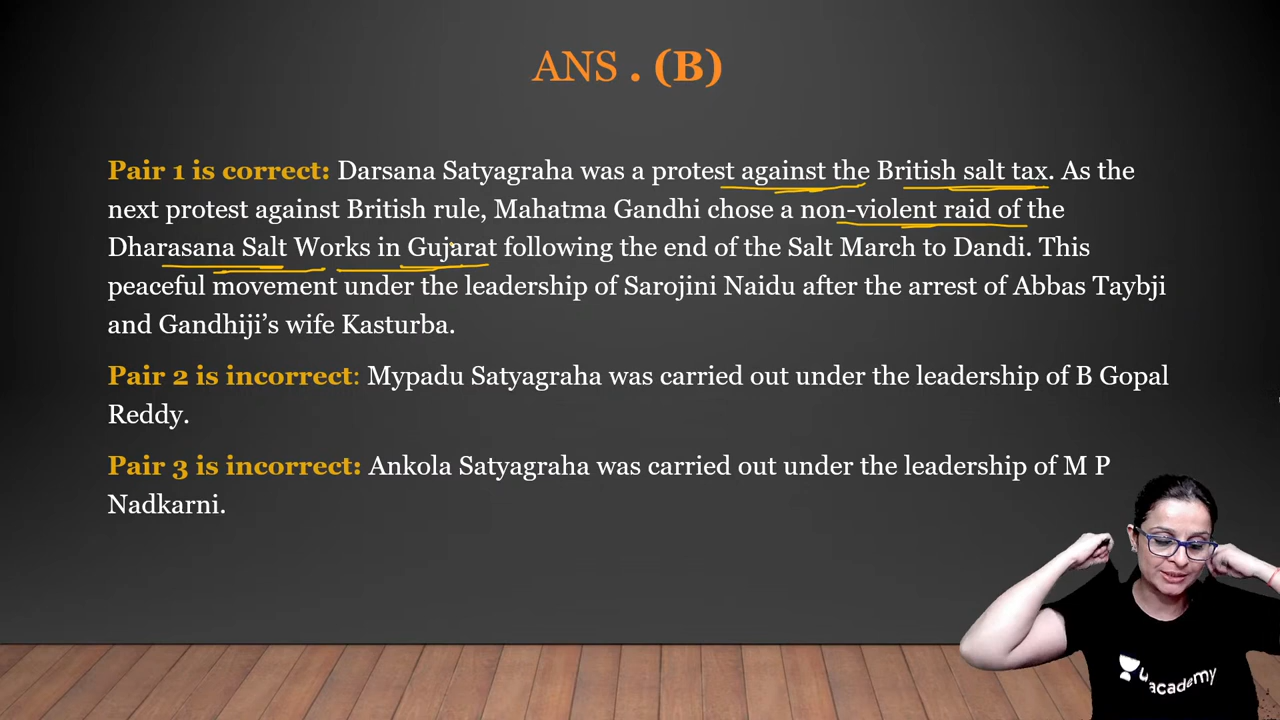 ANS . (B)
Pair 1 is correct: Darsana Satyagraha was a protest against the British salt tax. As the
next protest against British rule, Mahatma Gandhi chose a non-violent raid of the
Dharasana Salt Works in Gujarat following the end of the Salt March to Dandi. This
peaceful movement under the leadership of Sarojini Naidu after the arrest of Abbas Taybji
and Gandhiji’s wife Kasturba.
Pair 2 is incorrect: Mypadu Satyagraha was carried out under the leadership of B Gopal
Reddy.
Pair 3 is incorrect: Ankola Satyagraha was carried out under the leadership of M P
Nadkarni.
unacademy